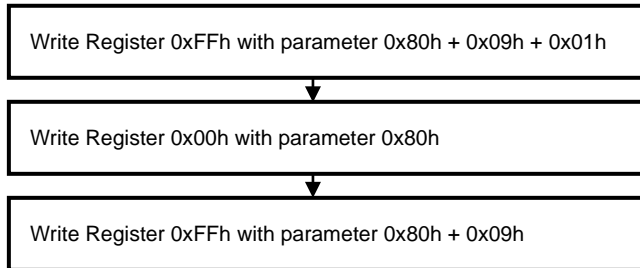 Write Register 0xFFh with parameter 0x80h + 0x09h + 0x01h
Write Register 0x00h with parameter 0x80h
Write Register 0xFFh with parameter 0x80h + 0x09h